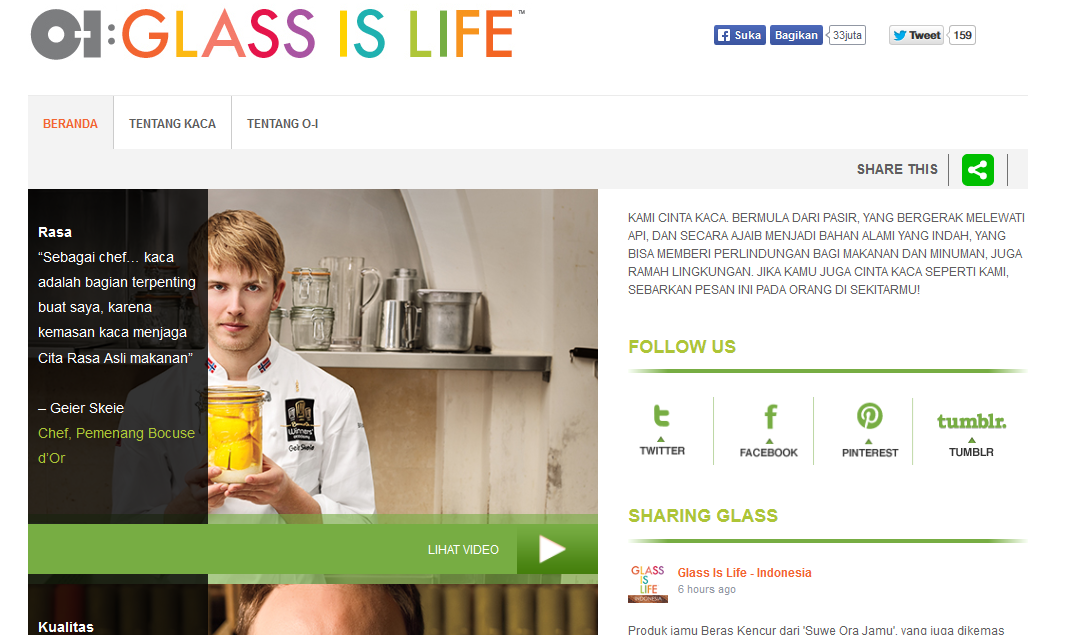 O-I : GLASS IS LIFE™
Suka Bagikan 33juta Tweet 159
BERANDA TENTANG KACA TENTANG O-I
SHARE THIS
Rasa
“Sebagai chef… kaca
adalah bagian terpenting
buat saya, karena
kemasan kaca menjaga
Cita Rasa Asli makanan”
– Geier Skeie
Chef, Pemenang Bocuse
d’Or
Winners
Geir Skeie
LIHAT VIDEO
Kualitas
KAMI CINTA KACA. BERMULA DARI PASIR, YANG BERGERAK MELEWATI
API, DAN SECARA AJAIB MENJADI BAHAN ALAMI YANG INDAH, YANG
BISA MEMBERI PERLINDUNGAN BAGI MAKANAN DAN MINUMAN, JUGA
RAMAH LINGKUNGAN. JIKA KAMU JUGA CINTA KACA SEPERTI KAMI,
SEBARKAN PESAN INI PADA ORANG DI SEKITARMU!
FOLLOW US
tumblr.
TWITTER FACEBOOK PINTEREST TUMBLR
SHARING GLASS
GLASS
IS
LIFE
INDONESIA
Glass Is Life - Indonesia
6 hours ago
Produk jamu Beras Kencur dari 'Suwe Ora Jamu', yang juga dikemas